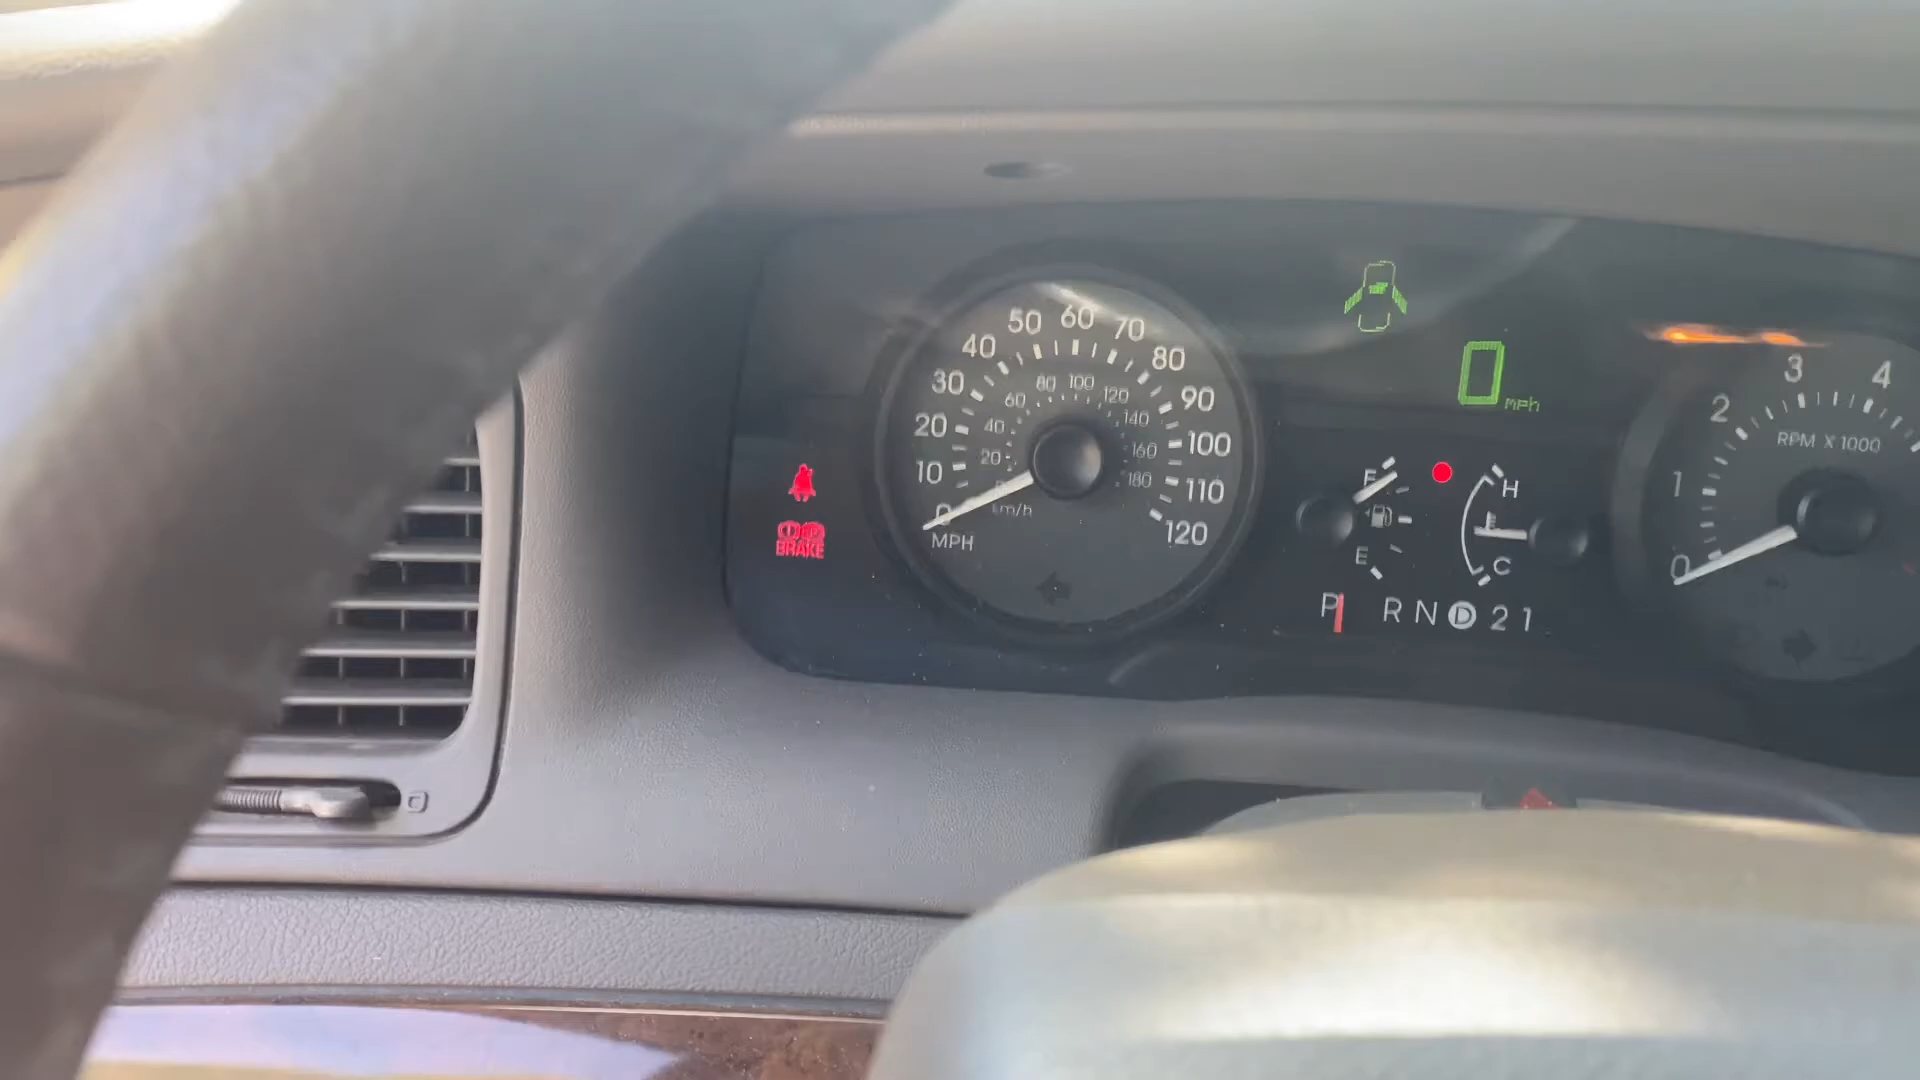 50 60 70
40 80
30 90
20 100
10 110
0 120
80 100 120
60 140
40 160
20 180
km/h
MPH
BRAKE
0 mph
F
E
H
C
P R N D 2 1
3 4
2
1
0
RPM X 1000